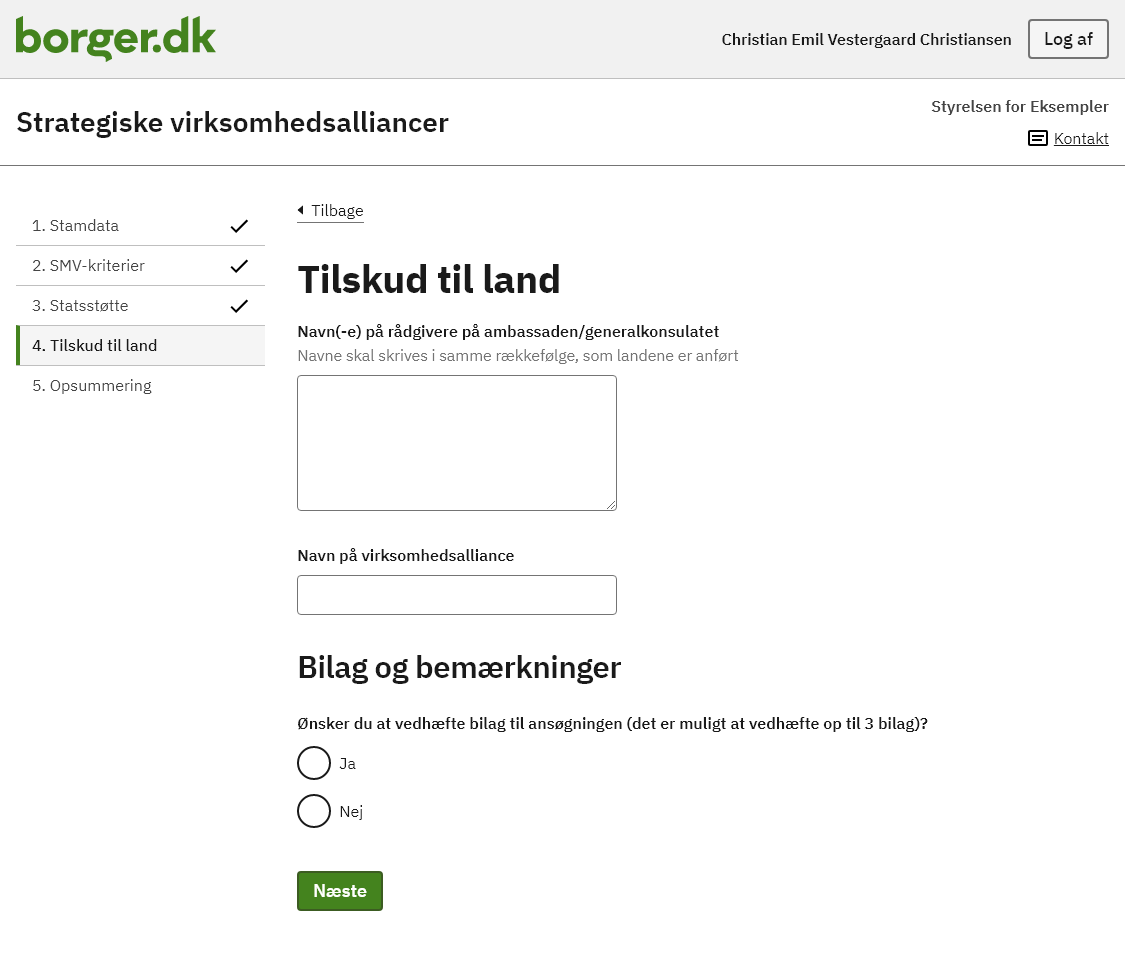 borger.dk
Christian Emil Vestergaard Christiansen
Log af
Strategiske virksomhedsalliancer
Styrelsen for Eksempler
Kontakt
1. Stamdata
2. SMV-kriterier
3. Statsstøtte
4. Tilskud til land
5. Opsummering
Tilbage
Tilskud til land
Navn(-e) på rådgivere på ambassaden/generalkonsulatet
Navne skal skrives i samme rækkefølge, som landene er anført
Navn på virksomhedsalliance
Bilag og bemærkninger
Ønsker du at vedhæfte bilag til ansøgningen (det er muligt at vedhæfte op til 3 bilag)?
Ja
Nej
Næste